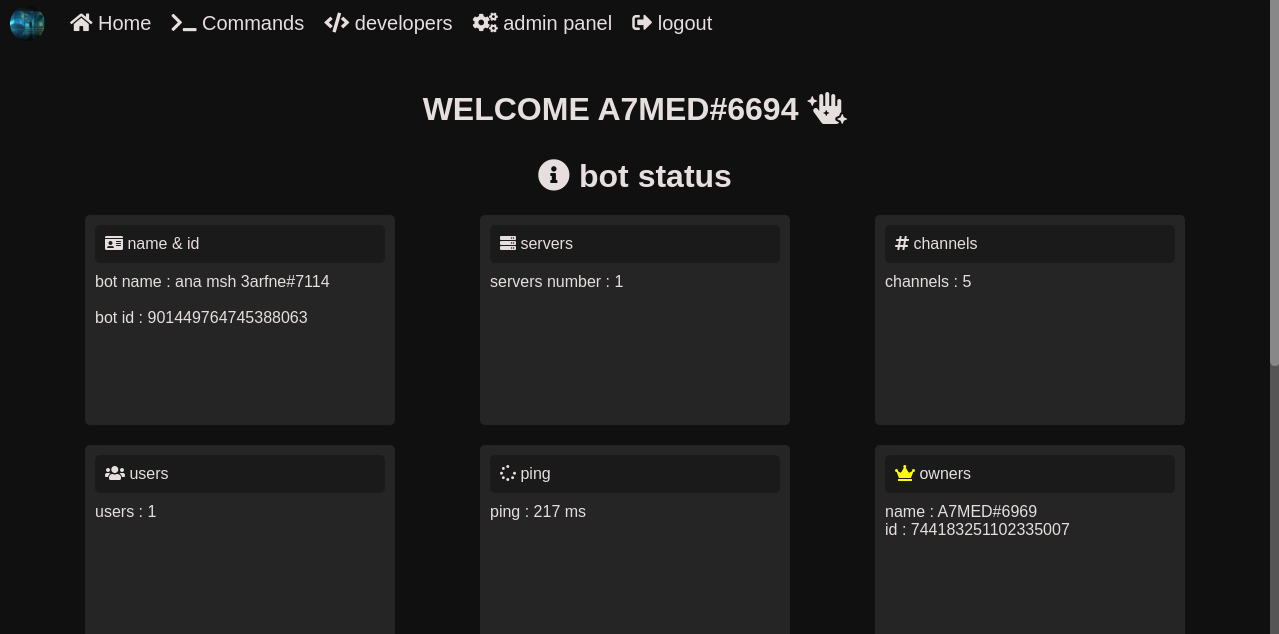 Home Commands developers admin panel logout
WELCOME A7MED#6694
bot status
name & id
bot name : ana msh 3arfne#7114
bot id : 901449764745388063
servers
servers number : 1
channels
channels : 5
users
users : 1
ping
ping : 217 ms
owners
name : A7MED#6969
id : 744183251102335007